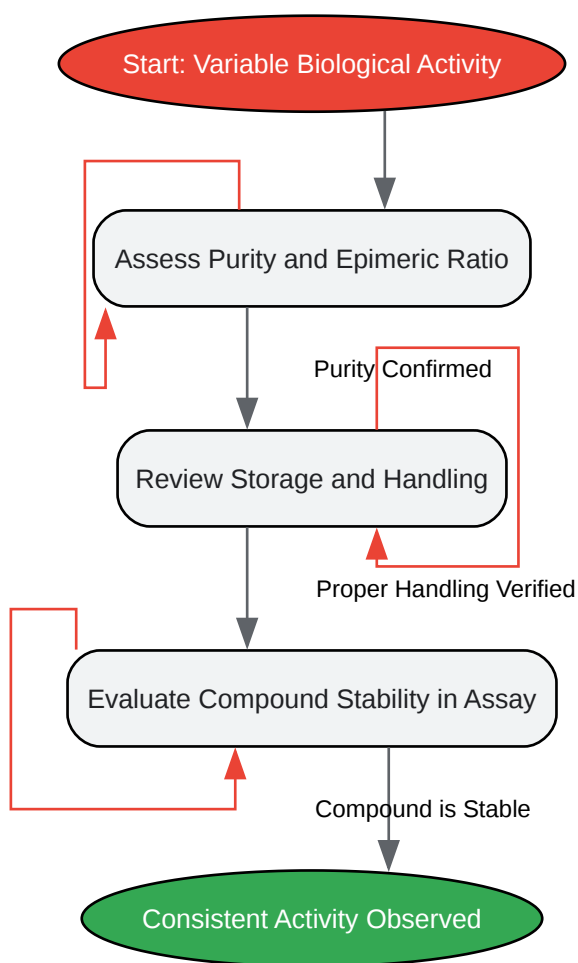 Start: Variable Biological Activity
Assess Purity and Epimeric Ratio
Purity Confirmed
Review Storage and Handling
Proper Handling Verified
Evaluate Compound Stability in Assay
Compound is Stable
Consistent Activity Observed